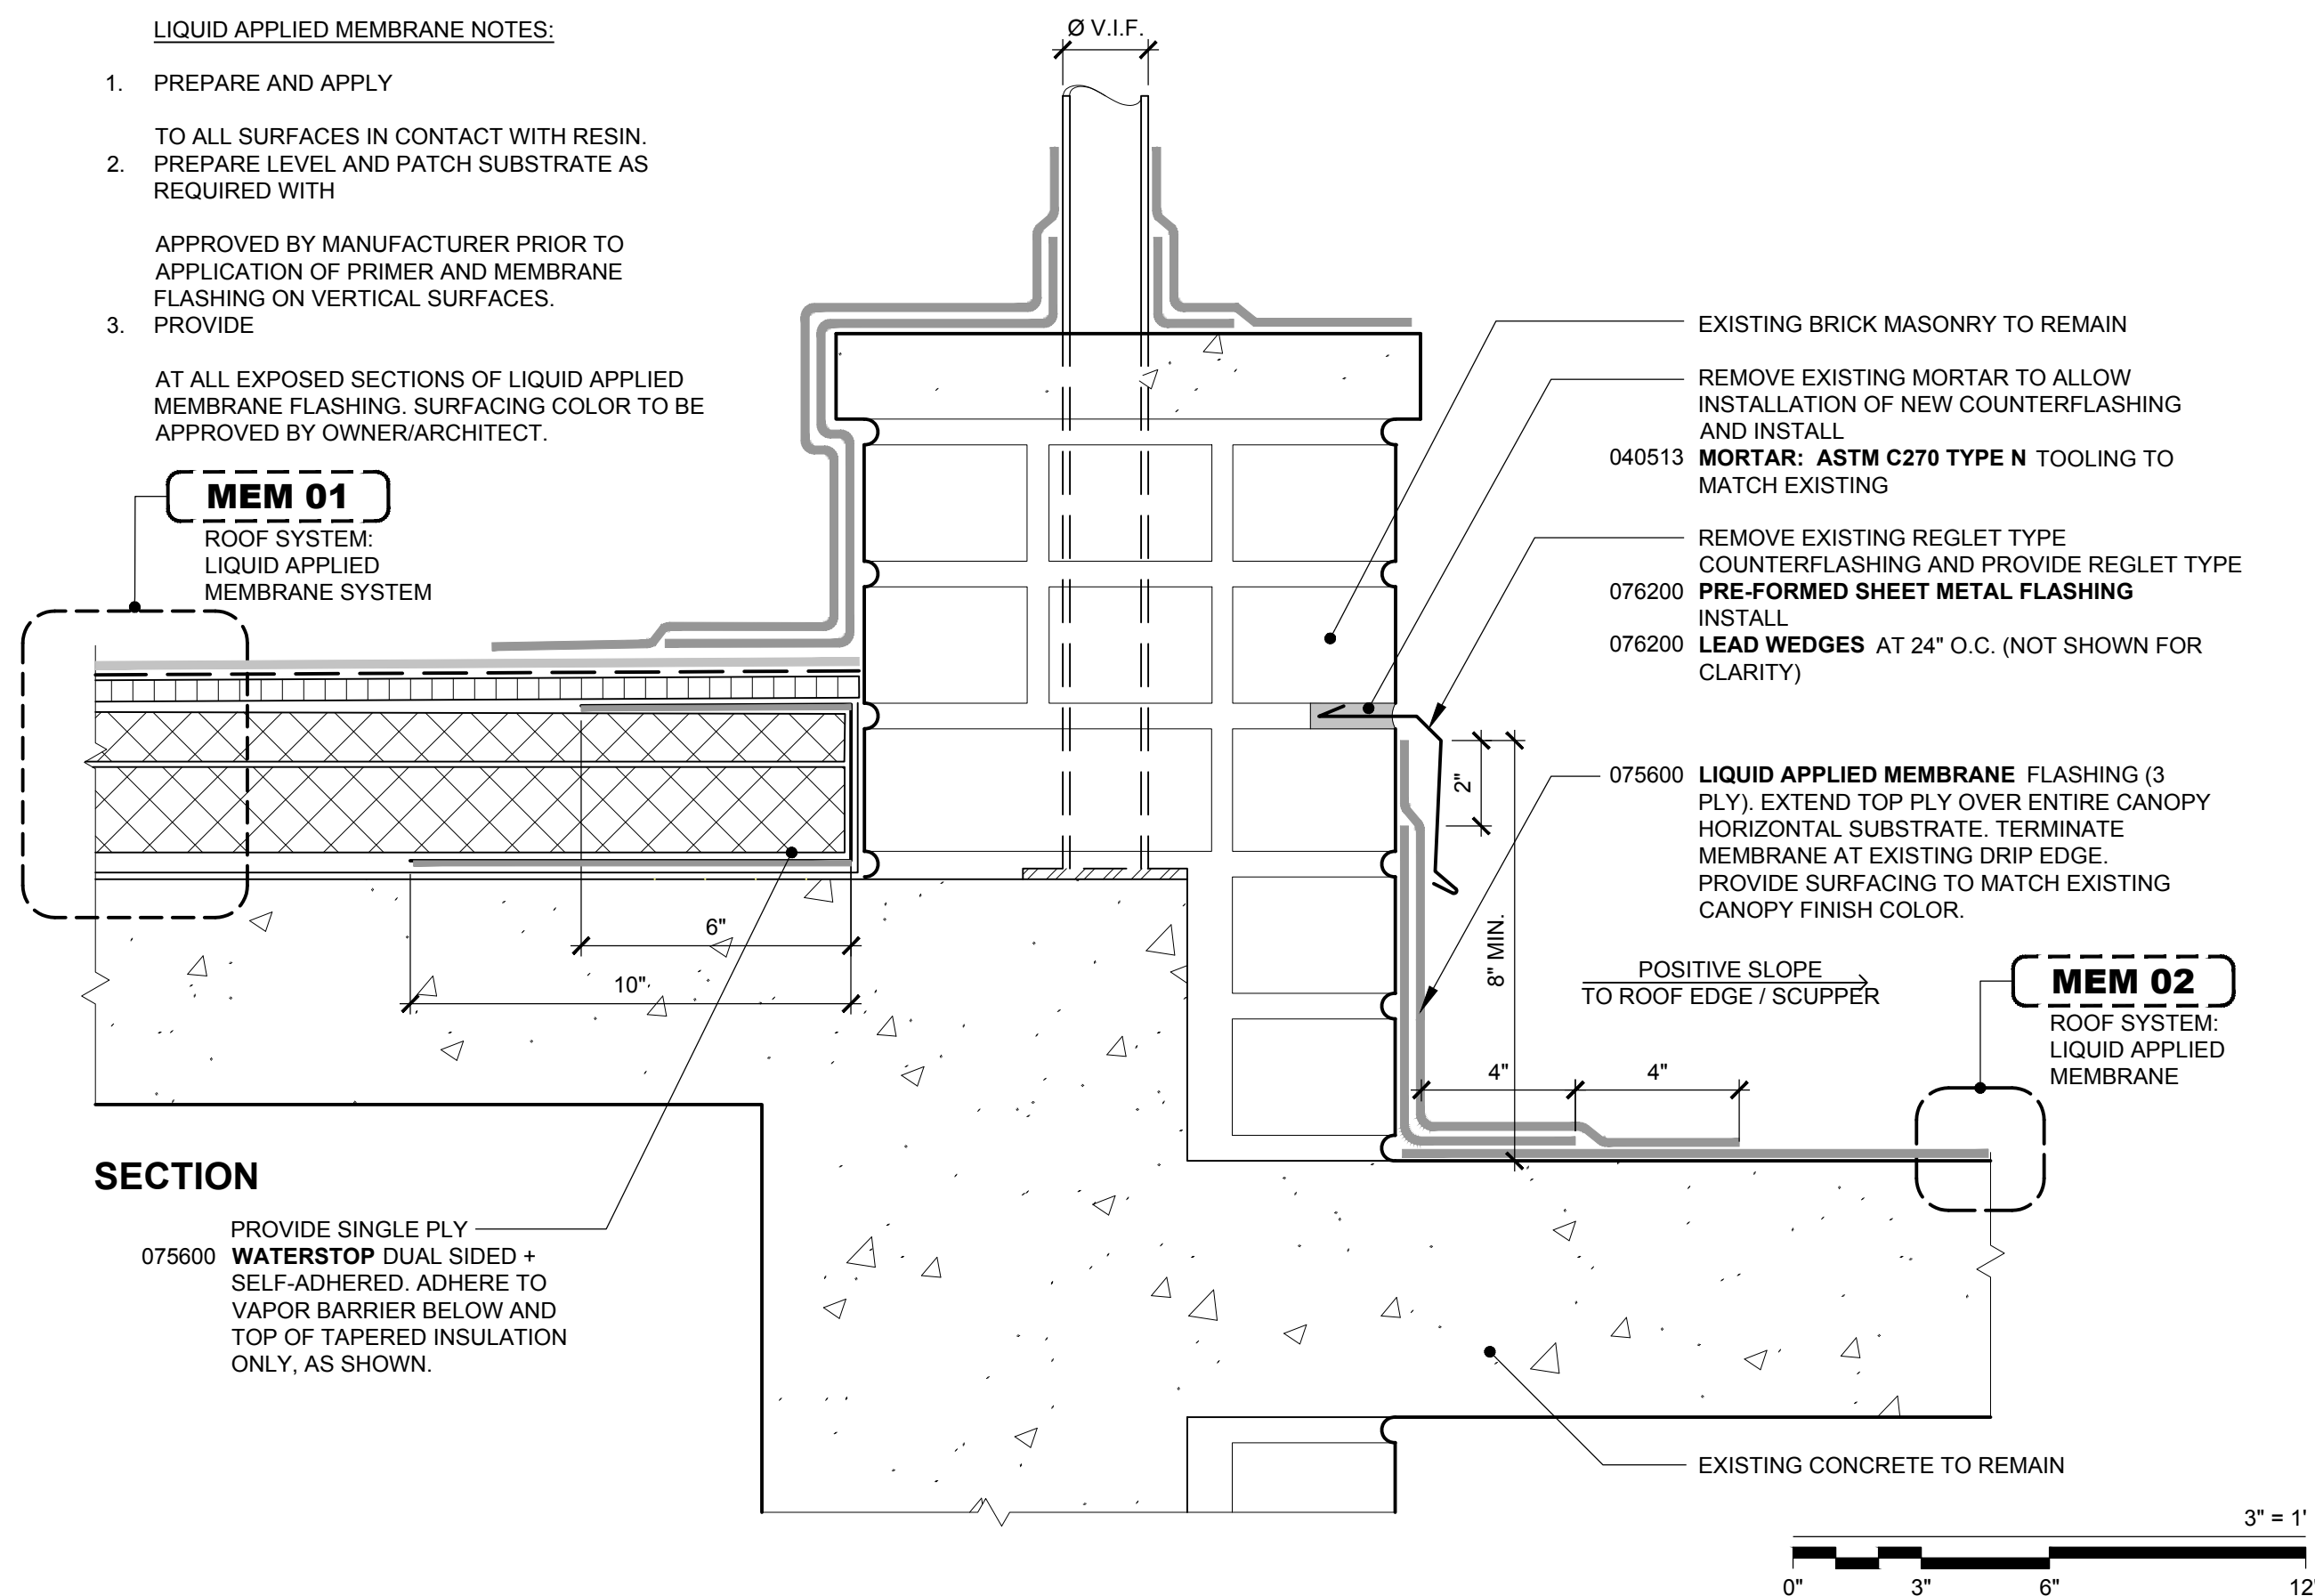 LIQUID APPLIED MEMBRANE NOTES:
1. PREPARE AND APPLY
TO ALL SURFACES IN CONTACT WITH RESIN.
2. PREPARE LEVEL AND PATCH SUBSTRATE AS
REQUIRED WITH
APPROVED BY MANUFACTURER PRIOR TO
APPLICATION OF PRIMER AND MEMBRANE
FLASHING ON VERTICAL SURFACES.
3. PROVIDE
AT ALL EXPOSED SECTIONS OF LIQUID APPLIED
MEMBRANE FLASHING. SURFACING COLOR TO BE
APPROVED BY OWNER/ARCHITECT.
MEM 01
ROOF SYSTEM:
LIQUID APPLIED
MEMBRANE SYSTEM
Ø V.I.F.
EXISTING BRICK MASONRY TO REMAIN
REMOVE EXISTING MORTAR TO ALLOW
INSTALLATION OF NEW COUNTERFLASHING
AND INSTALL
040513 MORTAR: ASTM C270 TYPE N TOOLING TO
MATCH EXISTING
REMOVE EXISTING REGLET TYPE
COUNTERFLASHING AND PROVIDE REGLET TYPE
076200 PRE-FORMED SHEET METAL FLASHING
INSTALL
076200 LEAD WEDGES AT 24" O.C. (NOT SHOWN FOR
CLARITY)
075600 LIQUID APPLIED MEMBRANE FLASHING (3
PLY). EXTEND TOP PLY OVER ENTIRE CANOPY
HORIZONTAL SUBSTRATE. TERMINATE
MEMBRANE AT EXISTING DRIP EDGE.
PROVIDE SURFACING TO MATCH EXISTING
CANOPY FINISH COLOR.
2"
8" MIN.
6"
10"
POSITIVE SLOPE
TO ROOF EDGE / SCUPPER
4"
4"
MEM 02
ROOF SYSTEM:
LIQUID APPLIED
MEMBRANE
SECTION
PROVIDE SINGLE PLY
075600 WATERSTOP DUAL SIDED +
SELF-ADHERED. ADHERE TO
VAPOR BARRIER BELOW AND
TOP OF TAPERED INSULATION
ONLY, AS SHOWN.
EXISTING CONCRETE TO REMAIN
3" = 1'
0" 3" 6" 12"